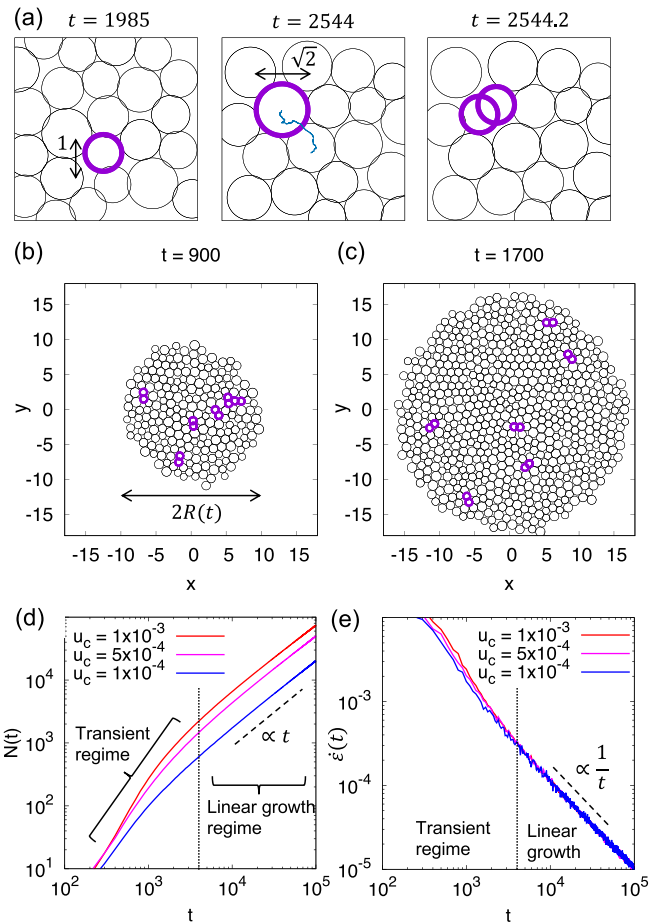 (a)
t = 1985
t = 2544
t = 2544.2
1
√2
(b)
t = 900
(c)
t = 1700
y
15
10
5
0
-5
-10
-15
2R(t)
-15 -10 -5 0 5 10 15
x
y
15
10
5
0
-5
-10
-15
-15 -10 -5 0 5 10 15
x
(d)
u_c = 1x10^-3
u_c = 5x10^-4
u_c = 1x10^-4
N(t)
10^4
10^3
10^2
10^1
Transient
regime
∝ t
Linear growth
regime
10^2 10^3 10^4 10^5
t
(e)
u_c = 1x10^-3
u_c = 5x10^-4
u_c = 1x10^-4
ε̇(t)
10^-3
10^-4
10^-5
∝ 1/t
Transient
regime
Linear
growth
10^2 10^3 10^4 10^5
t